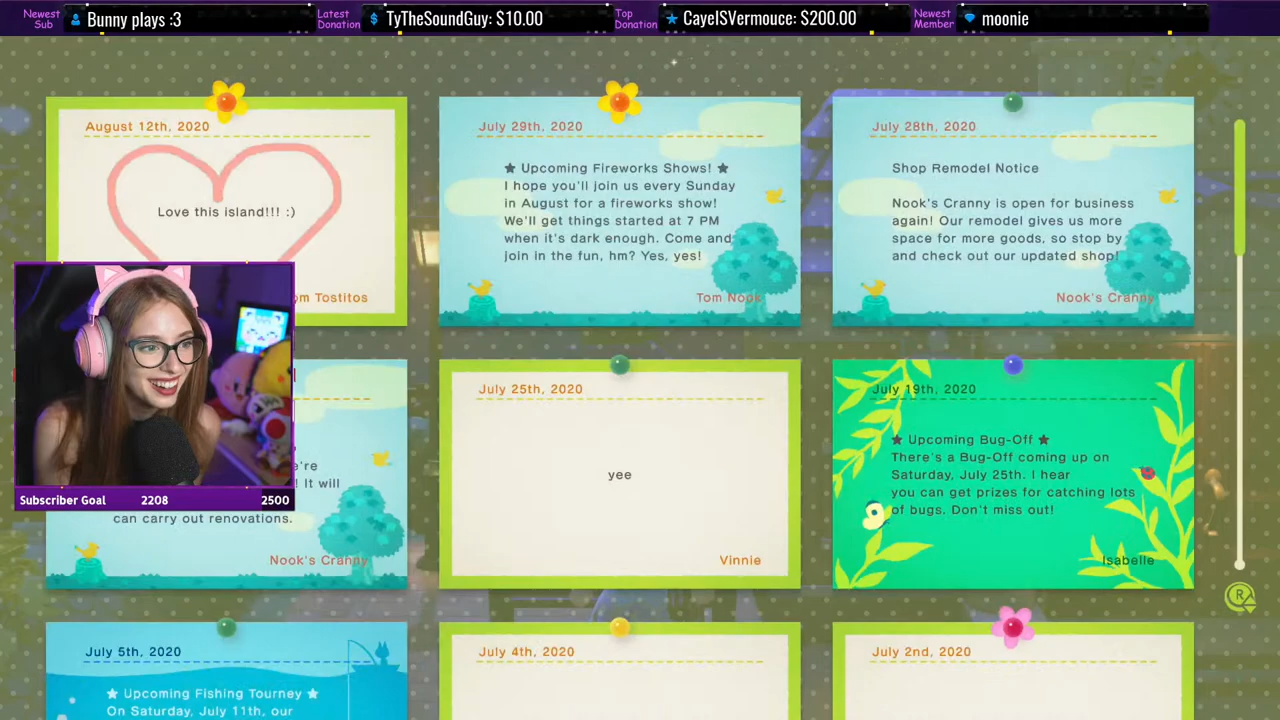 Newest Sub
Bunny plays :3
Latest Donation
TyTheSoundGuy: $10.00
Top Donation
CayeISVermouce: $200.00
Newest Member
moonie
August 12th, 2020
Love this island!!! :)
om Tostitos
July 29th, 2020
★ Upcoming Fireworks Shows! ★
I hope you'll join us every Sunday
in August for a fireworks show!
We'll get things started at 7 PM
when it's dark enough. Come and
join in the fun, hm? Yes, yes!
Tom Nook
July 28th, 2020
Shop Remodel Notice
Nook's Cranny is open for business
again! Our remodel gives us more
space for more goods, so stop by
and check out our updated shop!
Nook's Cranny
're
It will
can carry out renovations.
Nook's Cranny
Subscriber Goal 2208 2500
July 25th, 2020
yee
Vinnie
July 19th, 2020
★ Upcoming Bug-Off ★
There's a Bug-Off coming up on
Saturday, July 25th. I hear
you can get prizes for catching lots
of bugs. Don't miss out!
Isabelle
R
July 5th, 2020
★ Upcoming Fishing Tourney ★
On Saturday, July 11th, our
July 4th, 2020
July 2nd, 2020